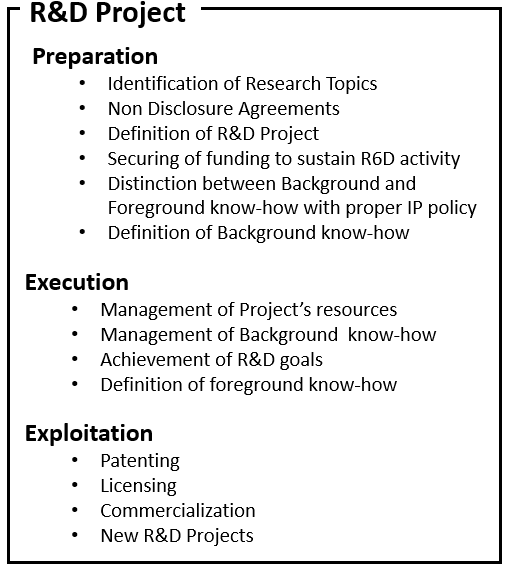 R&D Project
Preparation
• Identification of Research Topics
• Non Disclosure Agreements
• Definition of R&D Project
• Securing of funding to sustain R6D activity
• Distinction between Background and
Foreground know-how with proper IP policy
• Definition of Background know-how
Execution
• Management of Project’s resources
• Management of Background know-how
• Achievement of R&D goals
• Definition of foreground know-how
Exploitation
• Patenting
• Licensing
• Commercialization
• New R&D Projects